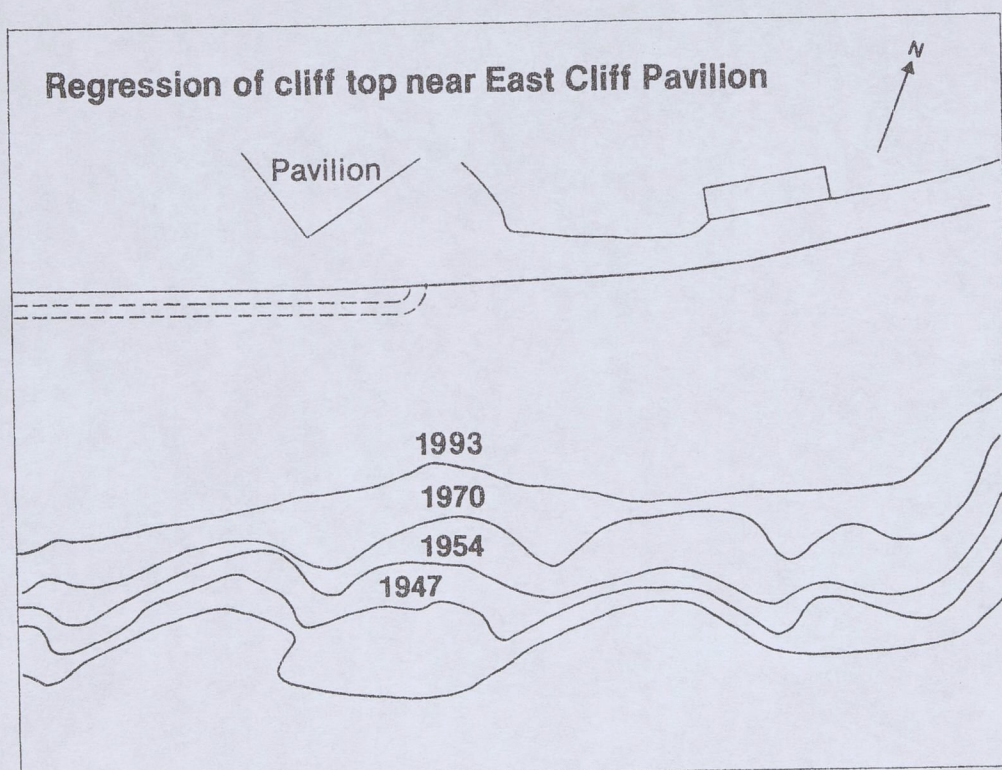 N
Regression of cliff top near East Cliff Pavilion
Pavilion
1993
1970
1954
1947